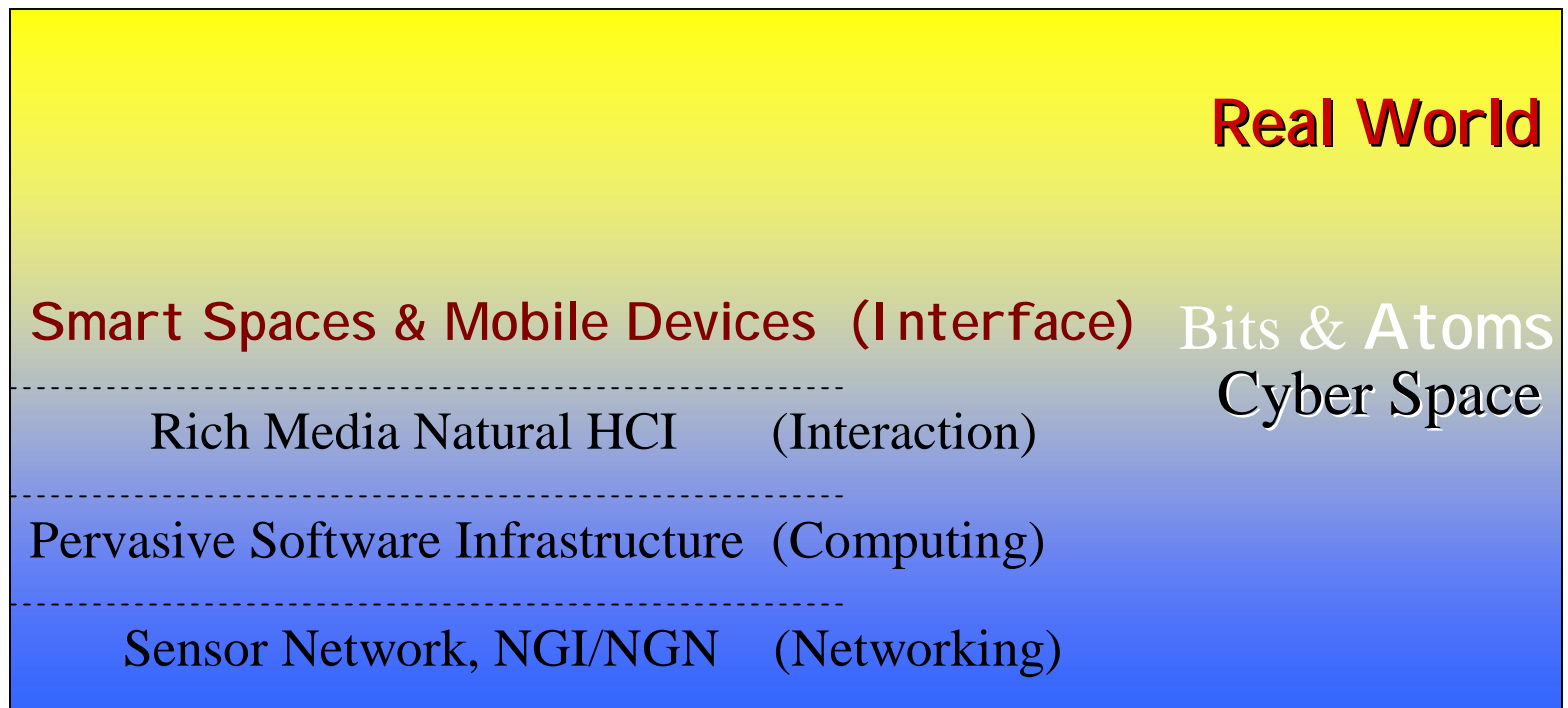 Real World
Smart Spaces & Mobile Devices (Interface)
Bits & Atoms
Cyber Space
Rich Media Natural HCI (Interaction)
Pervasive Software Infrastructure (Computing)
Sensor Network, NGI/NGN (Networking)